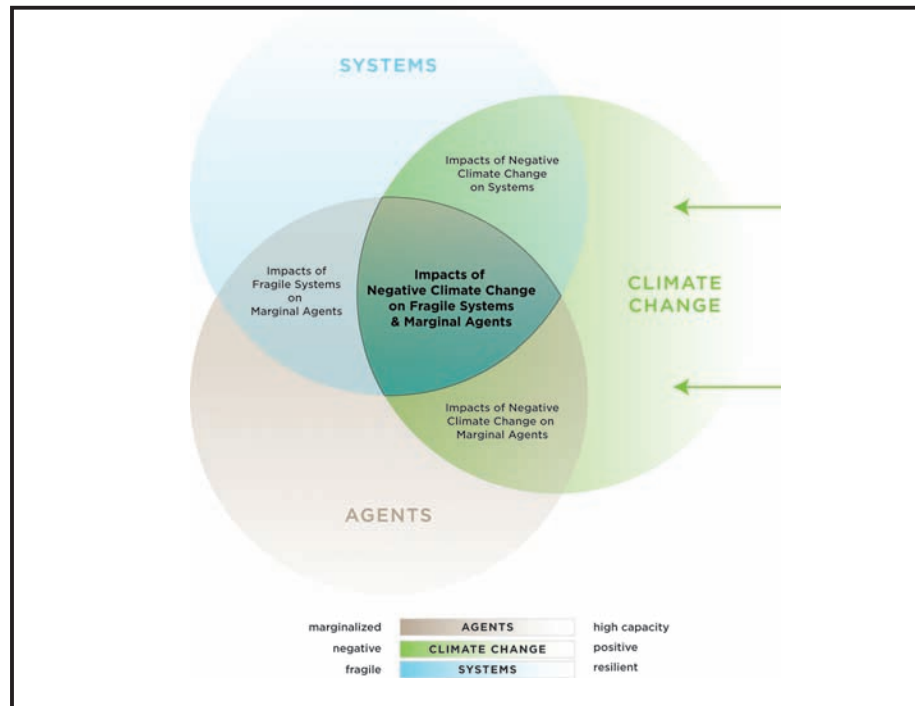 SYSTEMS
Impacts of Negative
Climate Change
on Systems
Impacts of
Fragile Systems
on
Marginal Agents
Impacts of
Negative Climate Change
on Fragile Systems
& Marginal Agents
CLIMATE
CHANGE
Impacts of Negative
Climate Change on
Marginal Agents
AGENTS
marginalized AGENTS high capacity
negative CLIMATE CHANGE positive
fragile SYSTEMS resilient